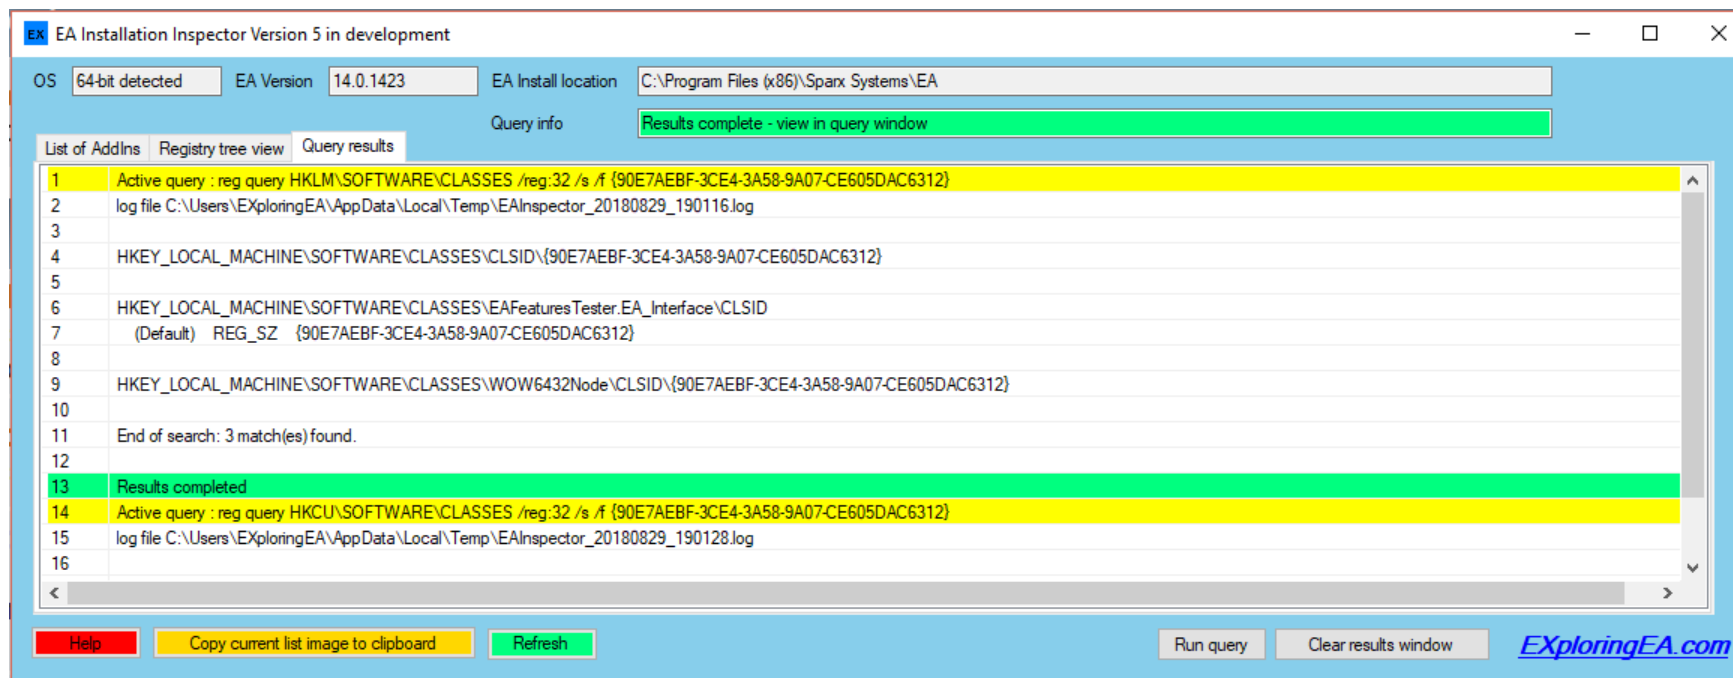 EX EA Installation Inspector Version 5 in development
OS 64-bit detected EA Version 14.0.1423 EA Install location C:\Program Files (x86)\Sparx Systems\EA
Query info Results complete - view in query window
List of AddIns Registry tree view Query results
1 Active query : reg query HKLM\SOFTWARE\CLASSES /reg:32 /s /f {90E7AEBF-3CE4-3A58-9A07-CE605DAC6312}
2 log file C:\Users\EXploringEA\AppData\Local\Temp\EAInspector_20180829_190116.log
3
4 HKEY_LOCAL_MACHINE\SOFTWARE\CLASSES\CLSID\{90E7AEBF-3CE4-3A58-9A07-CE605DAC6312}
5
6 HKEY_LOCAL_MACHINE\SOFTWARE\CLASSES\EAFeaturesTester.EA_Interface\CLSID
7 (Default) REG_SZ {90E7AEBF-3CE4-3A58-9A07-CE605DAC6312}
8
9 HKEY_LOCAL_MACHINE\SOFTWARE\CLASSES\WOW6432Node\CLSID\{90E7AEBF-3CE4-3A58-9A07-CE605DAC6312}
10
11 End of search: 3 match(es) found.
12
13 Results completed
14 Active query : reg query HKCU\SOFTWARE\CLASSES /reg:32 /s /f {90E7AEBF-3CE4-3A58-9A07-CE605DAC6312}
15 log file C:\Users\EXploringEA\AppData\Local\Temp\EAInspector_20180829_190128.log
16
Help Copy current list image to clipboard Refresh Run query Clear results window EXploringEA.com